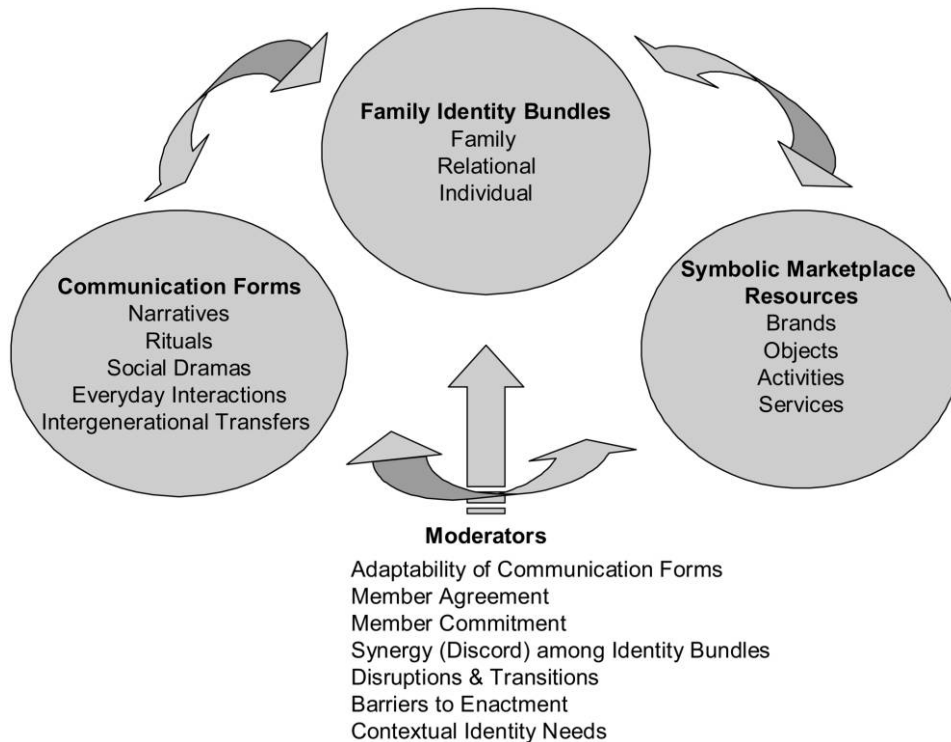 Family Identity Bundles
Family
Relational
Individual
Communication Forms
Narratives
Rituals
Social Dramas
Everyday Interactions
Intergenerational Transfers
Symbolic Marketplace
Resources
Brands
Objects
Activities
Services
Moderators
Adaptability of Communication Forms
Member Agreement
Member Commitment
Synergy (Discord) among Identity Bundles
Disruptions & Transitions
Barriers to Enactment
Contextual Identity Needs